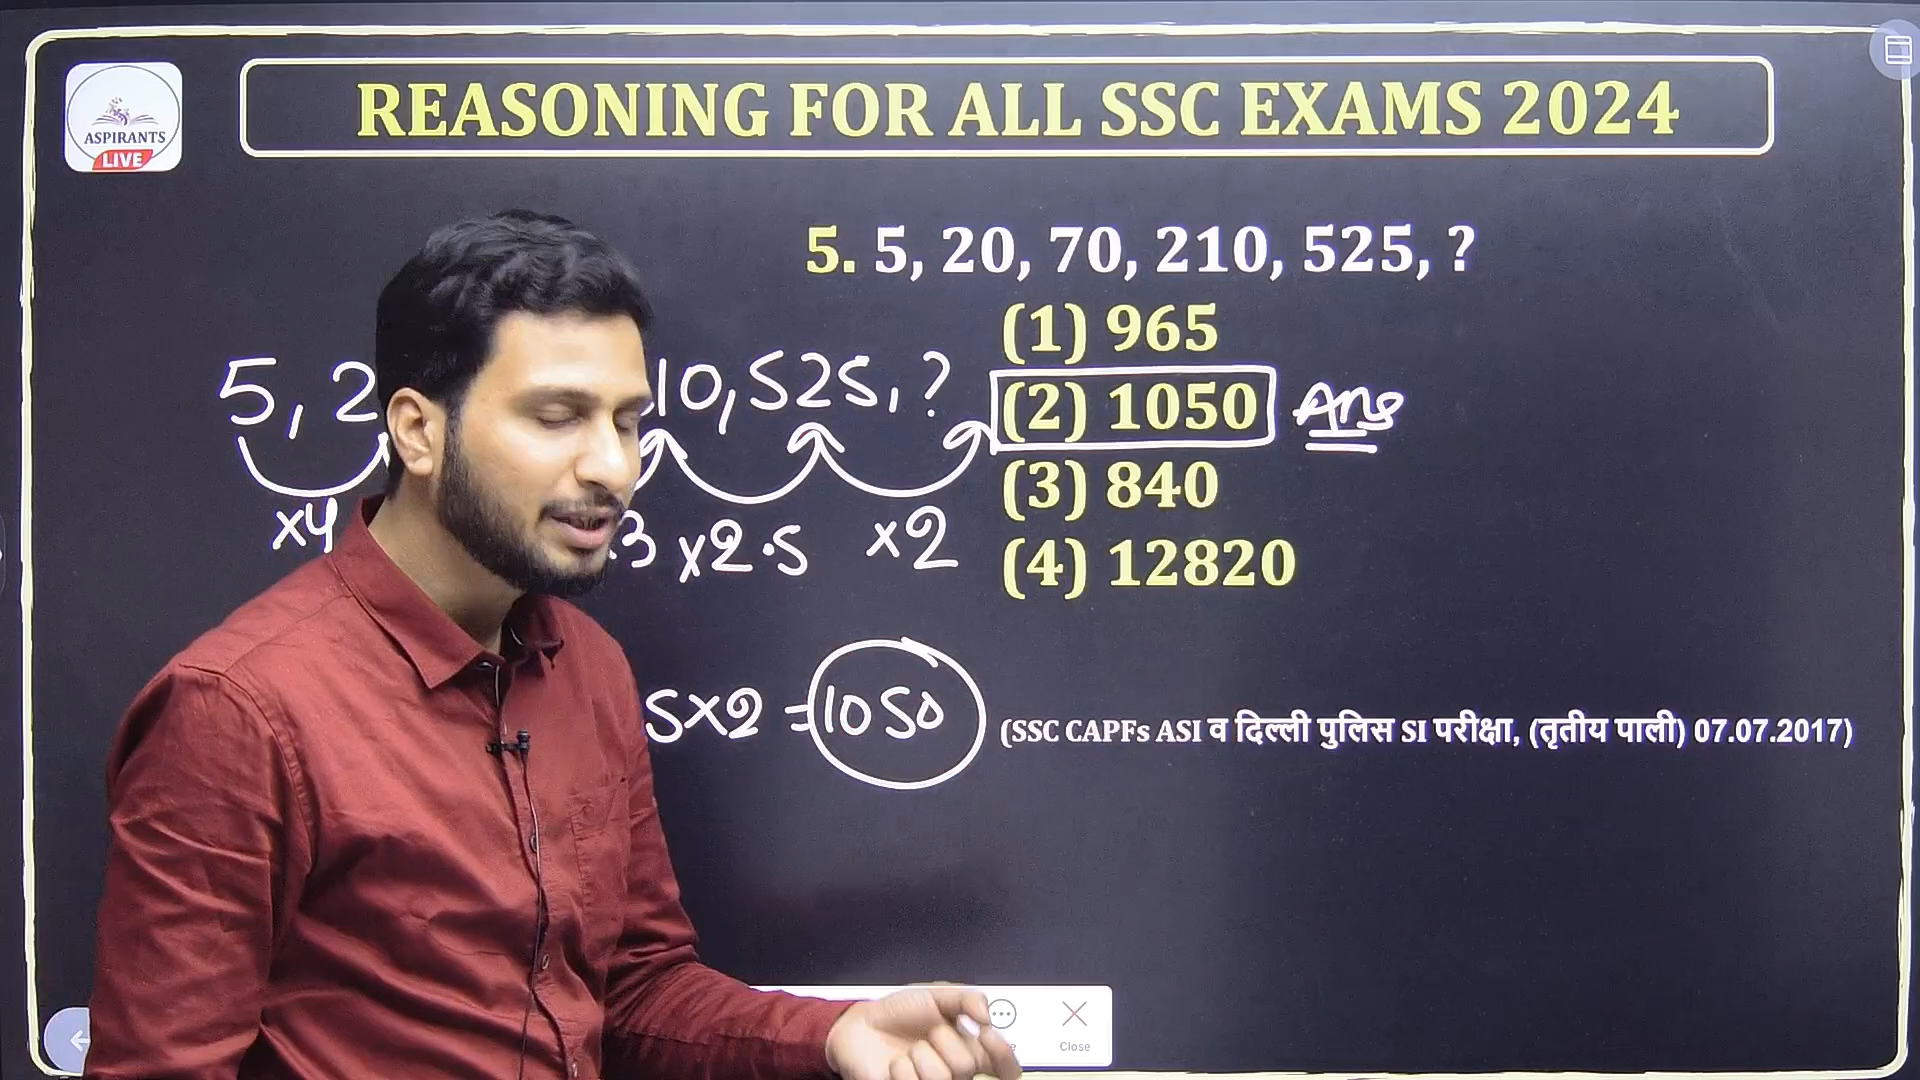 ASPIRANTS
LIVE
REASONING FOR ALL SSC EXAMS 2024
5. 5, 20, 70, 210, 525, ?
(1) 965
(2) 1050 Ans
(3) 840
(4) 12820
5, 2 10, 525, ?
×4 .3 ×2.5 ×2
5×2 = 1050
(SSC CAPFs ASI व दिल्ली पुलिस SI परीक्षा, (तृतीय पाली) 07.07.2017)
Close